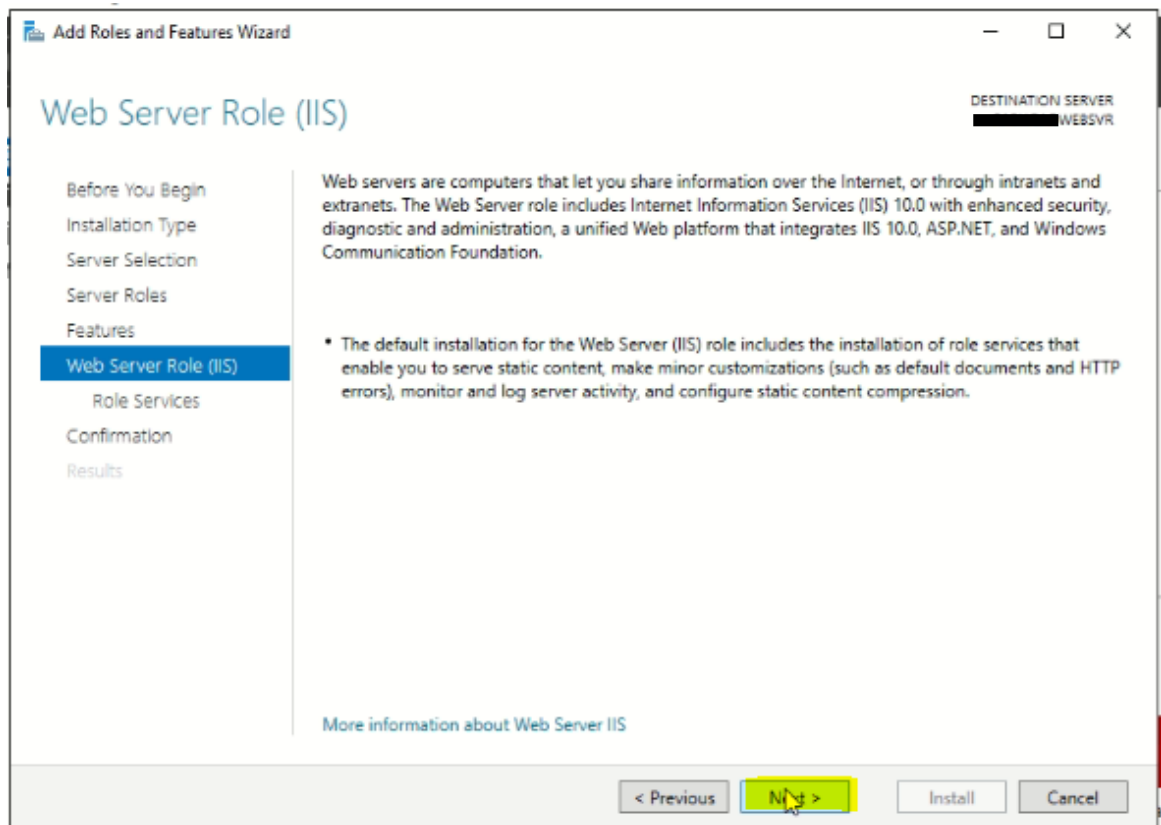 Add Roles and Features Wizard
Web Server Role (IIS)
DESTINATION SERVER
WEBSVR
Before You Begin
Installation Type
Server Selection
Server Roles
Features
Web Server Role (IIS)
Role Services
Confirmation
Results
Web servers are computers that let you share information over the Internet, or through intranets and
extranets. The Web Server role includes Internet Information Services (IIS) 10.0 with enhanced security,
diagnostic and administration, a unified Web platform that integrates IIS 10.0, ASP.NET, and Windows
Communication Foundation.
• The default installation for the Web Server (IIS) role includes the installation of role services that
enable you to serve static content, make minor customizations (such as default documents and HTTP
errors), monitor and log server activity, and configure static content compression.
More information about Web Server IIS
< Previous
Next >
Install
Cancel